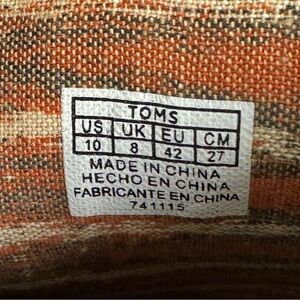 TOMS
US UK EU CM
10 8 42 27
MADE IN CHINA
HECHO EN CHINA
FABRICANTE EN CHINA
741115